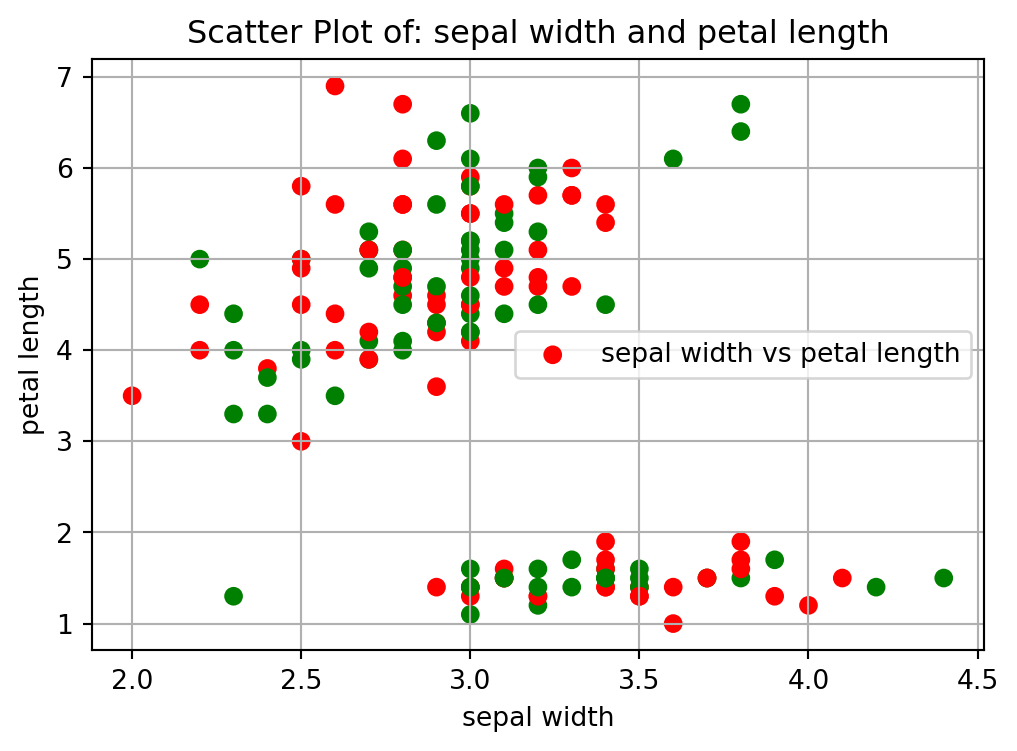 Scatter Plot of: sepal width and petal length
petal length
7
6
5
4
3
2
1
sepal width vs petal length
2.0 2.5 3.0 3.5 4.0 4.5
sepal width